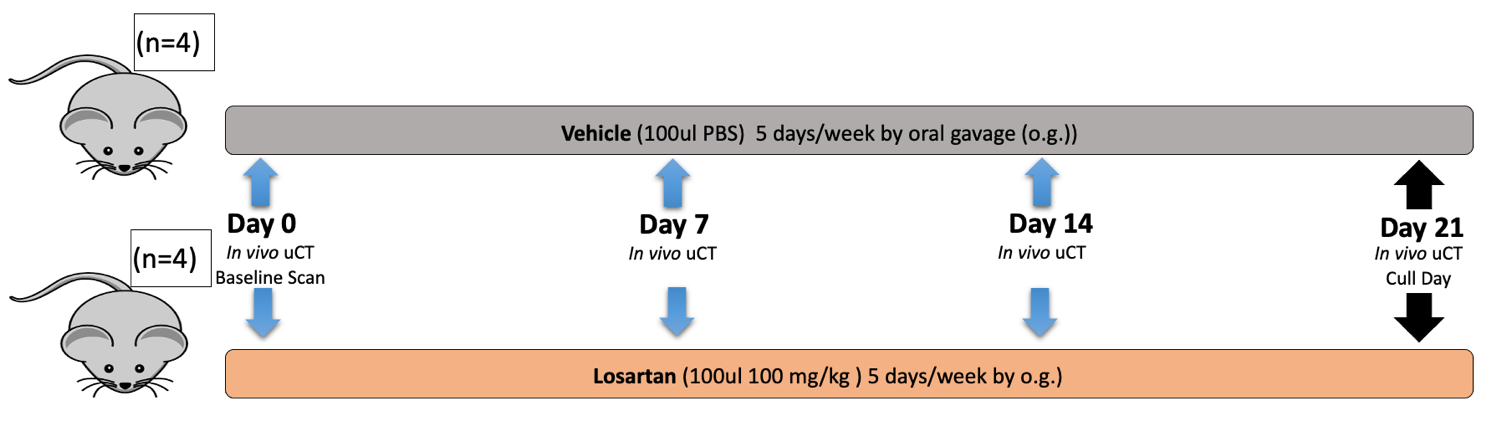 (n=4)
Vehicle (100ul PBS)  5 days/week by oral gavage (o.g.))
Day 0
In vivo uCT
Baseline Scan
Day 7
In vivo uCT
Day 14
In vivo uCT
Day 21
In vivo uCT
Cull Day
(n=4)
Losartan (100ul 100 mg/kg ) 5 days/week by o.g.)